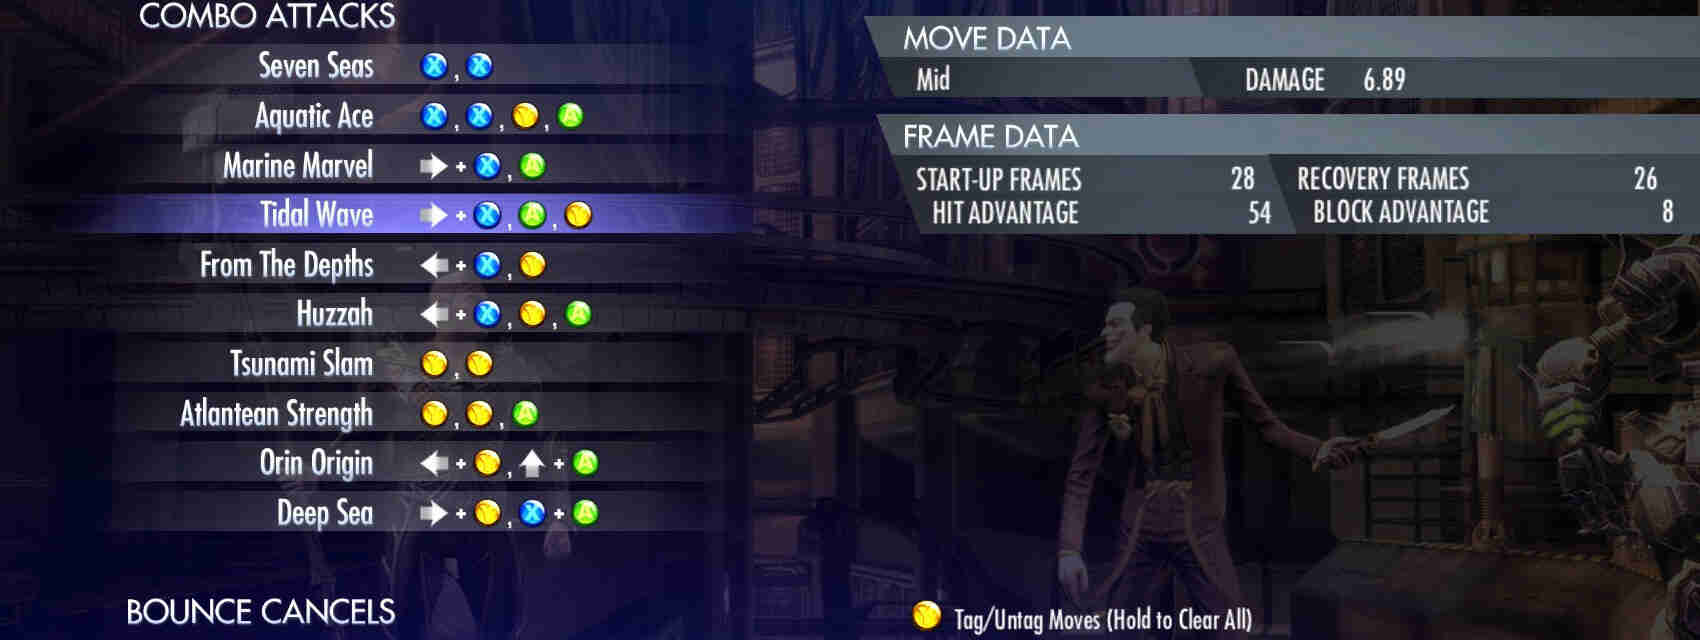 COMBO ATTACKS
Seven Seas X, X
Aquatic Ace X, X, Y, A
Marine Marvel + X, A
Tidal Wave + X, A, Y
From The Depths + X, Y
Huzzah + X, Y, A
Tsunami Slam Y, Y
Atlantean Strength Y, Y, A
Orin Origin + Y, + A
Deep Sea + Y, X + A
BOUNCE CANCELS
MOVE DATA
Mid DAMAGE 6.89
FRAME DATA
START-UP FRAMES 28 RECOVERY FRAMES 26
HIT ADVANTAGE 54 BLOCK ADVANTAGE 8
Y Tag/Untag Moves (Hold to Clear All)